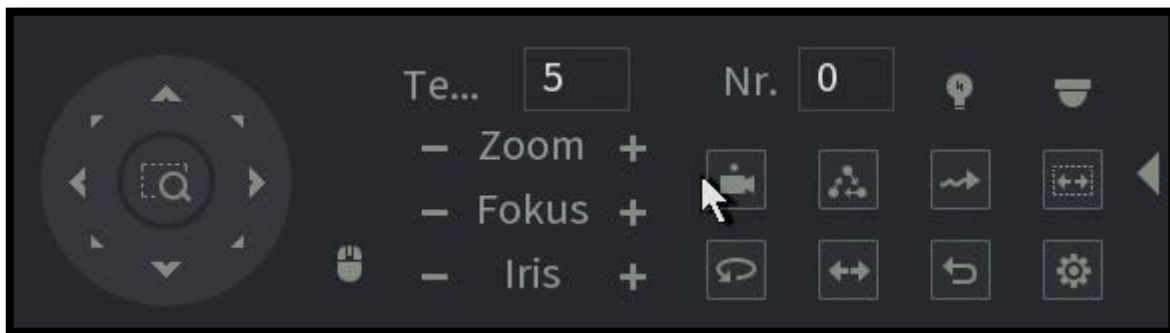 Te... 5 Nr. 0
− Zoom +
− Fokus +
− Iris +